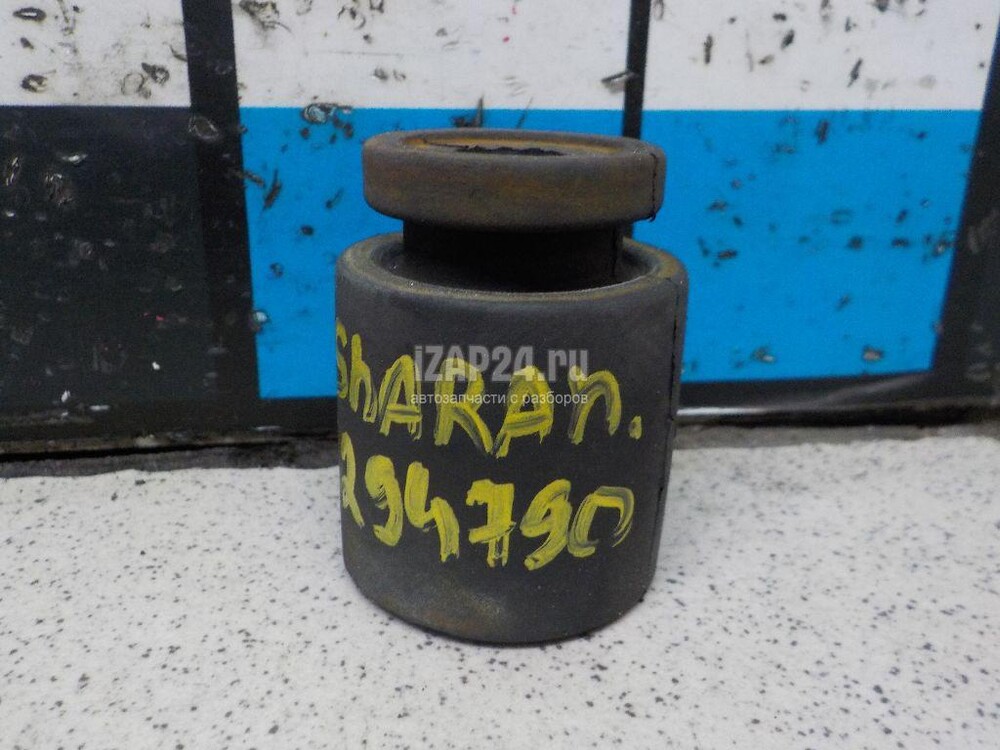 ShARAn.
294790
iZAP24.ru
автозапчасти с разборов